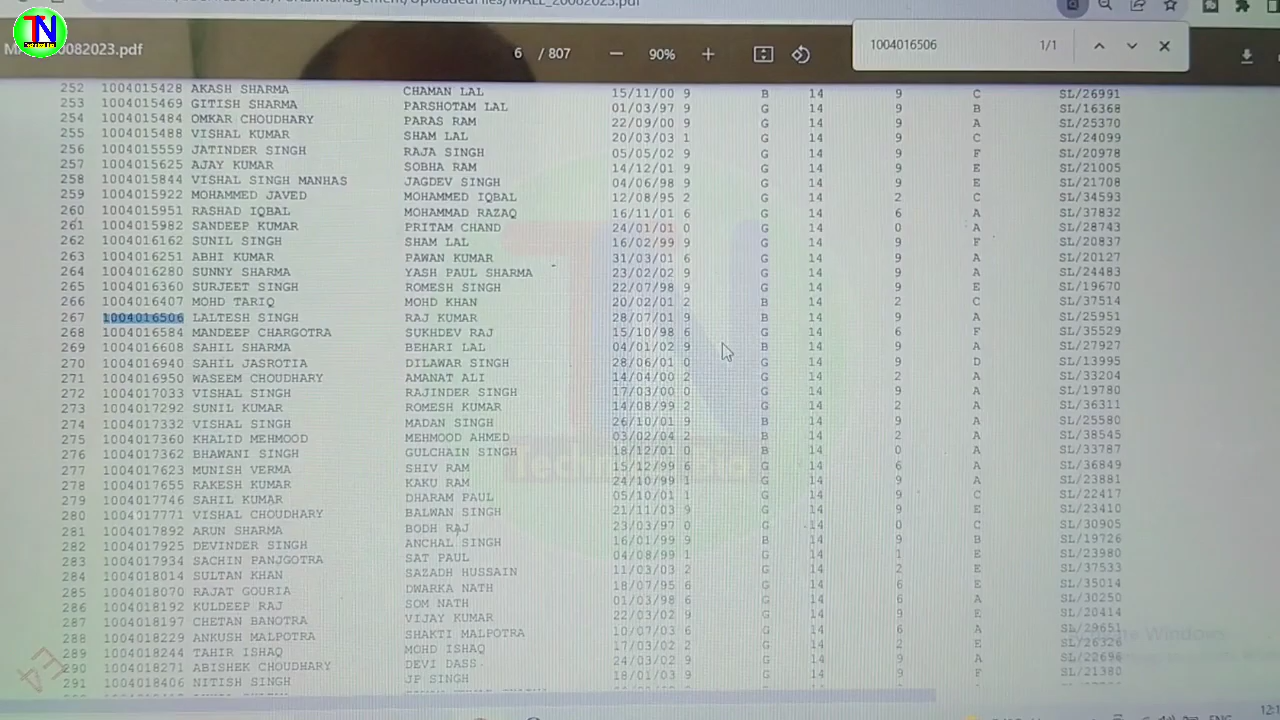 TN
MALL_20082023.pdf
6 / 807 90% 1004016506 1/1
252 1004015428 AKASH SHARMA CHAMAN LAL 15/11/00 9 B 14 9 C SL/26991
253 1004015469 GITISH SHARMA PARSHOTAM LAL 01/03/97 9 G 14 9 B SL/16368
254 1004015484 OMKAR CHOUDHARY PARAS RAM 22/09/00 9 G 14 9 A SL/25370
255 1004015488 VISHAL KUMAR SHAM LAL 20/03/03 1 G 14 9 C SL/24099
256 1004015559 JATINDER SINGH RAJA SINGH 05/05/02 9 G 14 9 F SL/20978
257 1004015625 AJAY KUMAR SOBHA RAM 14/12/01 9 G 14 9 E SL/21005
258 1004015844 VISHAL SINGH MANHAS JAGDEV SINGH 04/06/98 9 G 14 9 E SL/21708
259 1004015922 MOHAMMED JAVED MOHAMMED IQBAL 12/08/95 2 G 14 2 C SL/34593
260 1004015951 RASHAD IQBAL MOHAMMAD RAZAQ 16/11/01 6 G 14 6 A SL/37832
261 1004015982 SANDEEP KUMAR PRITAM CHAND 24/01/01 0 G 14 0 A SL/28743
262 1004016162 SUNIL SINGH SHAM LAL 16/02/99 9 G 14 9 F SL/20837
263 1004016251 ABHI KUMAR PAWAN KUMAR 31/03/01 6 G 14 9 A SL/20127
264 1004016280 SUNNY SHARMA YASH PAUL SHARMA 23/02/02 9 G 14 9 A SL/24483
265 1004016360 SURJEET SINGH ROMESH SINGH 22/07/98 9 G 14 9 E SL/19670
266 1004016407 MOHD TARIQ MOHD KHAN 20/02/01 2 B 14 2 C SL/37514
267 1004016506 LALTESH SINGH RAJ KUMAR 28/07/01 9 B 14 9 A SL/25951
268 1004016584 MANDEEP CHARGOTRA SUKHDEV RAJ 15/10/98 6 G 14 6 F SL/35529
269 1004016608 SAHIL SHARMA BEHARI LAL 04/01/02 9 B 14 9 A SL/27927
270 1004016940 SAHIL JASROTIA DILAWAR SINGH 28/06/01 0 G 14 9 D SL/13995
271 1004016950 WASEEM CHOUDHARY AMANAT ALI 14/04/00 2 G 14 2 A SL/33204
272 1004017033 VISHAL SINGH RAJINDER SINGH 17/03/00 0 G 14 9 A SL/19780
273 1004017292 SUNIL KUMAR ROMESH KUMAR 14/08/99 2 G 14 2 A SL/36311
274 1004017332 VISHAL SINGH MADAN SINGH 26/10/01 9 B 14 9 A SL/25580
275 1004017360 KHALID MEHMOOD MEHMOOD AHMED 03/02/04 2 B 14 2 A SL/38545
276 1004017362 BHAWANI SINGH GULCHAIN SINGH 18/12/01 0 B 14 0 A SL/33787
277 1004017623 MUNISH VERMA SHIV RAM 15/12/99 6 G 14 6 A SL/36849
278 1004017655 RAKESH KUMAR KAKU RAM 24/10/99 1 G 14 9 A SL/23881
279 1004017746 SAHIL KUMAR DHARAM PAUL 05/10/01 1 G 14 9 C SL/22417
280 1004017771 VISHAL CHOUDHARY BALWAN SINGH 21/11/03 9 G 14 9 E SL/23410
281 1004017892 ARUN SHARMA BODH RAJ 23/03/97 0 G 14 0 C SL/30905
282 1004017925 DEVINDER SINGH ANCHAL SINGH 16/01/99 9 B 14 9 B SL/19726
283 1004017934 SACHIN PANJGOTRA SAT PAUL 04/08/99 1 G 14 1 E SL/23980
284 1004018014 SULTAN KHAN SAZADH HUSSAIN 11/03/03 2 G 14 2 E SL/37533
285 1004018070 RAJAT GOURIA DWARKA NATH 18/07/95 6 G 14 6 E SL/35014
286 1004018192 KULDEEP RAJ SOM NATH 01/03/98 6 G 14 6 A SL/30250
287 1004018197 CHETAN BANOTRA VIJAY KUMAR 22/03/02 9 G 14 9 E SL/20414
288 1004018229 ANKUSH MALPOTRA SHAKTI MALPOTRA 10/07/03 6 G 14 6 A SL/29651
289 1004018244 TAHIR ISHAQ MOHD ISHAQ 17/03/02 2 G 14 2 E SL/26326
290 1004018271 ABISHEK CHOUDHARY DEVI DASS 24/03/02 9 G 14 9 A SL/22696
291 1004018406 NITISH SINGH JP SINGH 18/01/03 9 G 14 9 F SL/21380